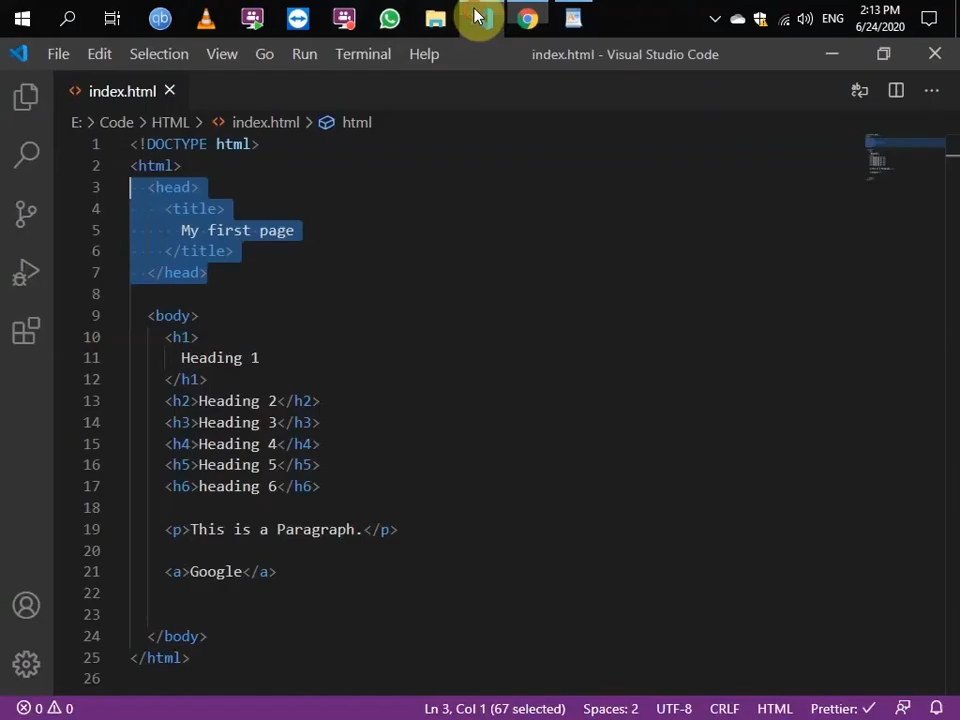 2:13 PM
ENG
6/24/2020
File Edit Selection View Go Run Terminal Help index.html - Visual Studio Code
index.html
E: > Code > HTML > index.html > html
1 <!DOCTYPE html>
2 <html>
3 <head>
4 <title>
5 My first page
6 </title>
7 </head>
8
9 <body>
10 <h1>
11 Heading 1
12 </h1>
13 <h2>Heading 2</h2>
14 <h3>Heading 3</h3>
15 <h4>Heading 4</h4>
16 <h5>Heading 5</h5>
17 <h6>heading 6</h6>
18
19 <p>This is a Paragraph.</p>
20
21 <a>Google</a>
22
23
24 </body>
25 </html>
26
0 0 Ln 3, Col 1 (67 selected) Spaces: 2 UTF-8 CRLF HTML Prettier: ✓